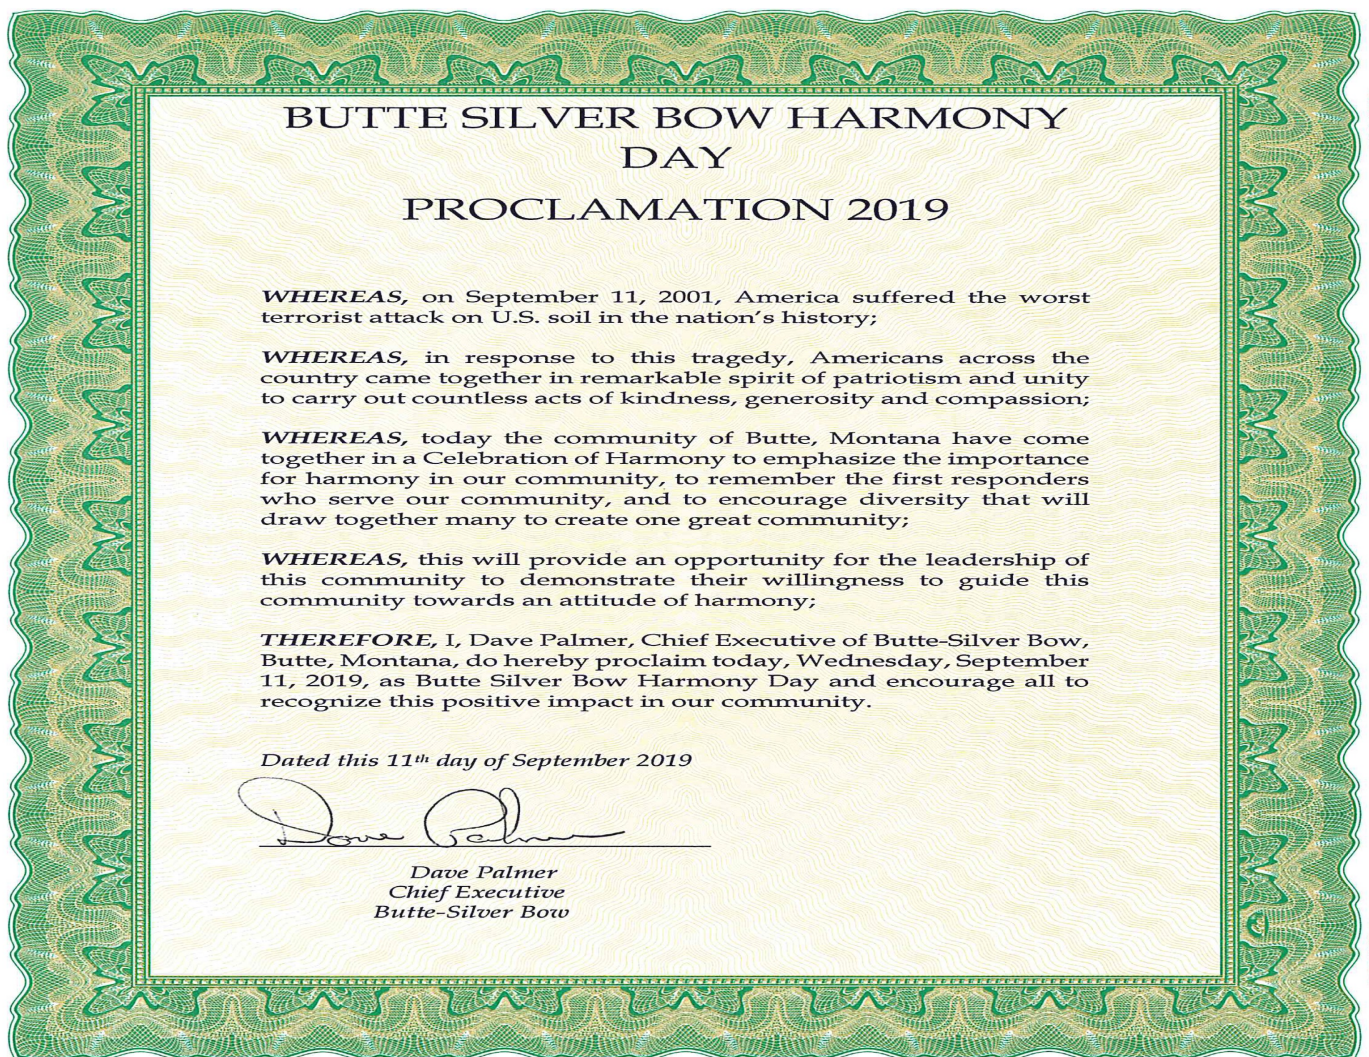 BUTTE SILVER BOW HARMONY
DAY
PROCLAMATION 2019
WHEREAS, on September 11, 2001, America suffered the worst
terrorist attack on U.S. soil in the nation's history;
WHEREAS, in response to this tragedy, Americans across the
country came together in remarkable spirit of patriotism and unity
to carry out countless acts of kindness, generosity and compassion;
WHEREAS, today the community of Butte, Montana have come
together in a Celebration of Harmony to emphasize the importance
for harmony in our community, to remember the first responders
who serve our community, and to encourage diversity that will
draw together many to create one great community;
WHEREAS, this will provide an opportunity for the leadership of
this community to demonstrate their willingness to guide this
community towards an attitude of harmony;
THEREFORE, I, Dave Palmer, Chief Executive of Butte-Silver Bow,
Butte, Montana, do hereby proclaim today, Wednesday, September
11, 2019, as Butte Silver Bow Harmony Day and encourage all to
recognize this positive impact in our community.
Dated this 11th day of September 2019
Dave Palmer
Dave Palmer
Chief Executive
Butte-Silver Bow